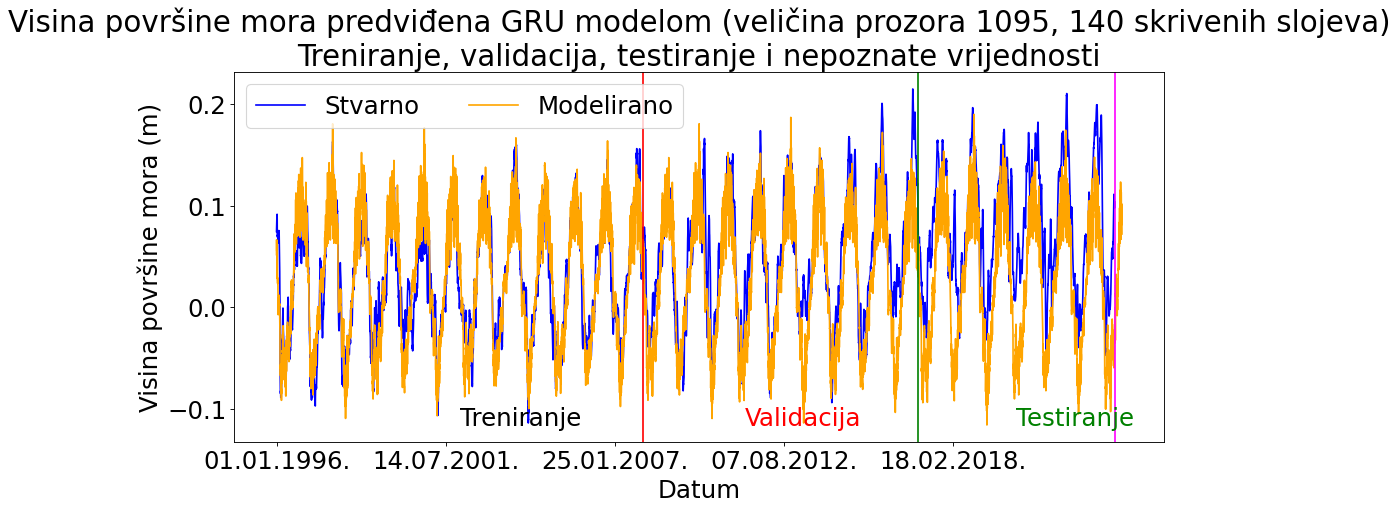 Visina površine mora predviđena GRU modelom (veličina prozora 1095, 140 skrivenih slojeva)
Treniranje, validacija, testiranje i nepoznate vrijednosti
Stvarno
Modelirano
Visina površine mora (m)
0.2
0.1
0.0
−0.1
Treniranje
Validacija
Testiranje
01.01.1996.
14.07.2001.
25.01.2007.
07.08.2012.
18.02.2018.
Datum